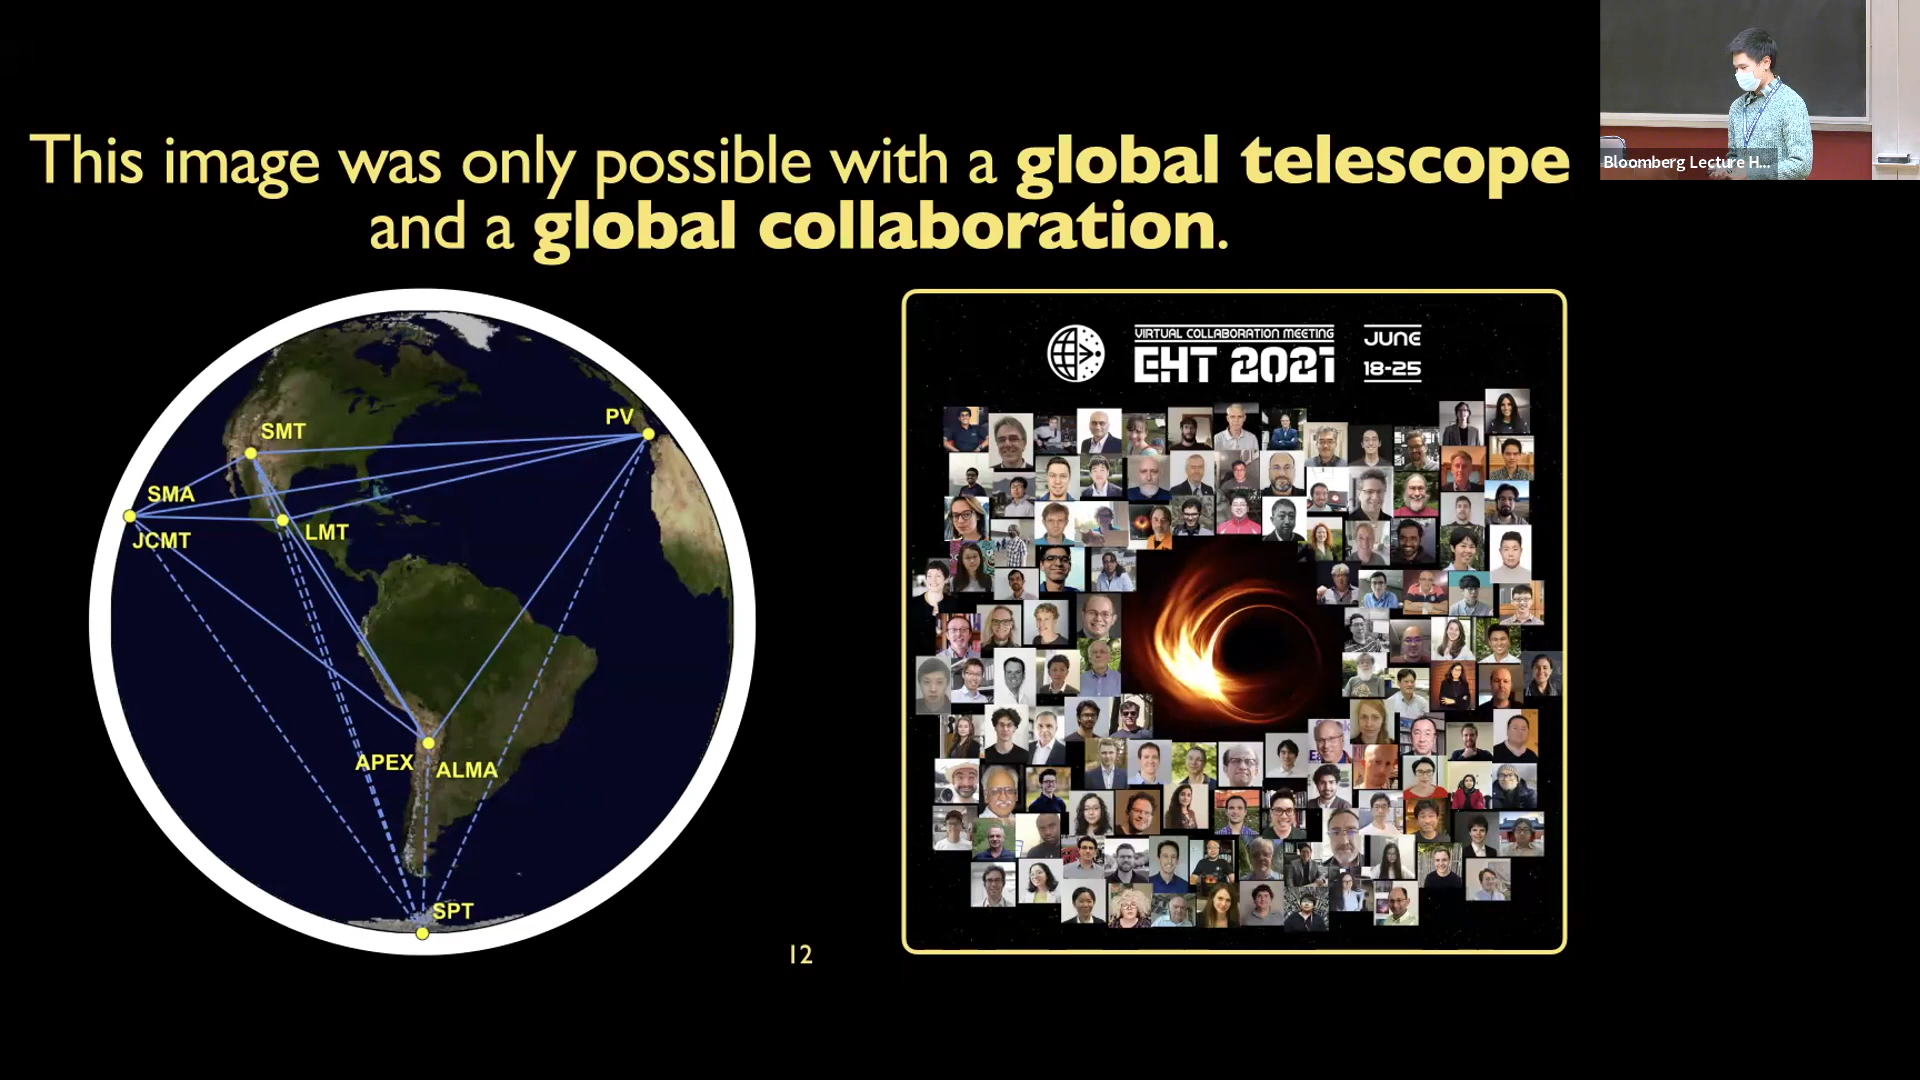 This image was only possible with a global telescope
and a global collaboration.
Bloomberg Lecture H...
PV
SMT
SMA
JCMT
LMT
APEX
ALMA
SPT
VIRTUAL COLLABORATION MEETING
EHT 2021
JUNE
18-25
12